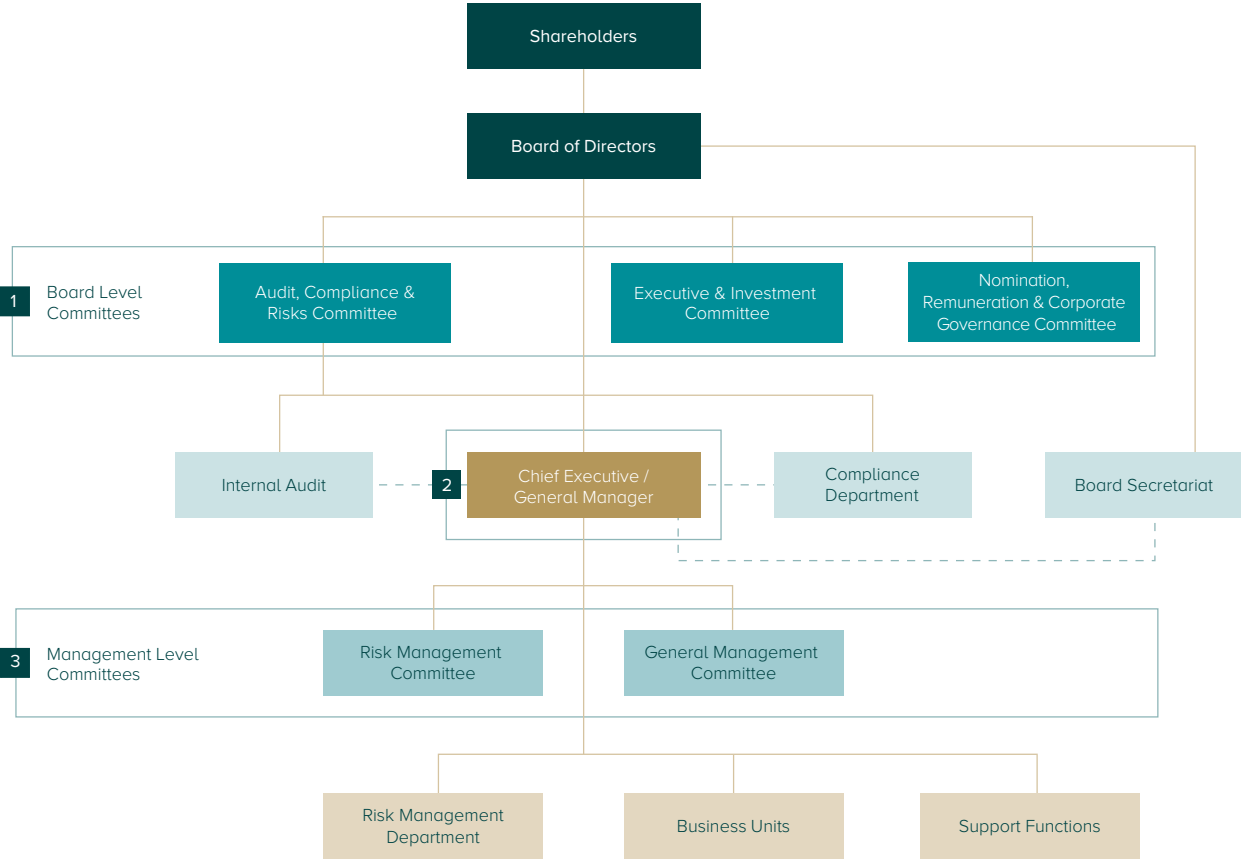 Shareholders
Board of Directors
1
Board Level
Committees
Audit, Compliance &
Risks Committee
Executive & Investment
Committee
Nomination,
Remuneration & Corporate
Governance Committee
Internal Audit
2
Chief Executive /
General Manager
Compliance
Department
Board Secretariat
3
Management Level
Committees
Risk Management
Committee
General Management
Committee
Risk Management
Department
Business Units
Support Functions